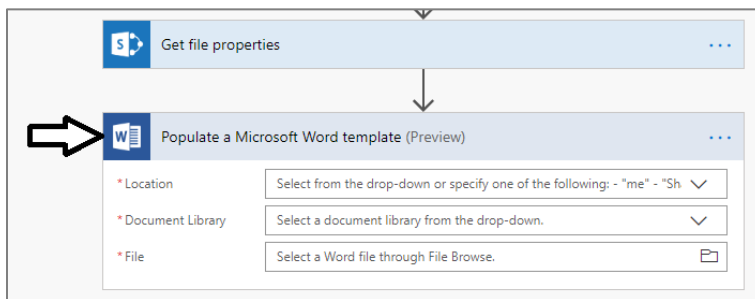 S
Get file properties
W
Populate a Microsoft Word template (Preview)
* Location
Select from the drop-down or specify one of the following: - "me" - "Sh
* Document Library
Select a document library from the drop-down.
* File
Select a Word file through File Browse.